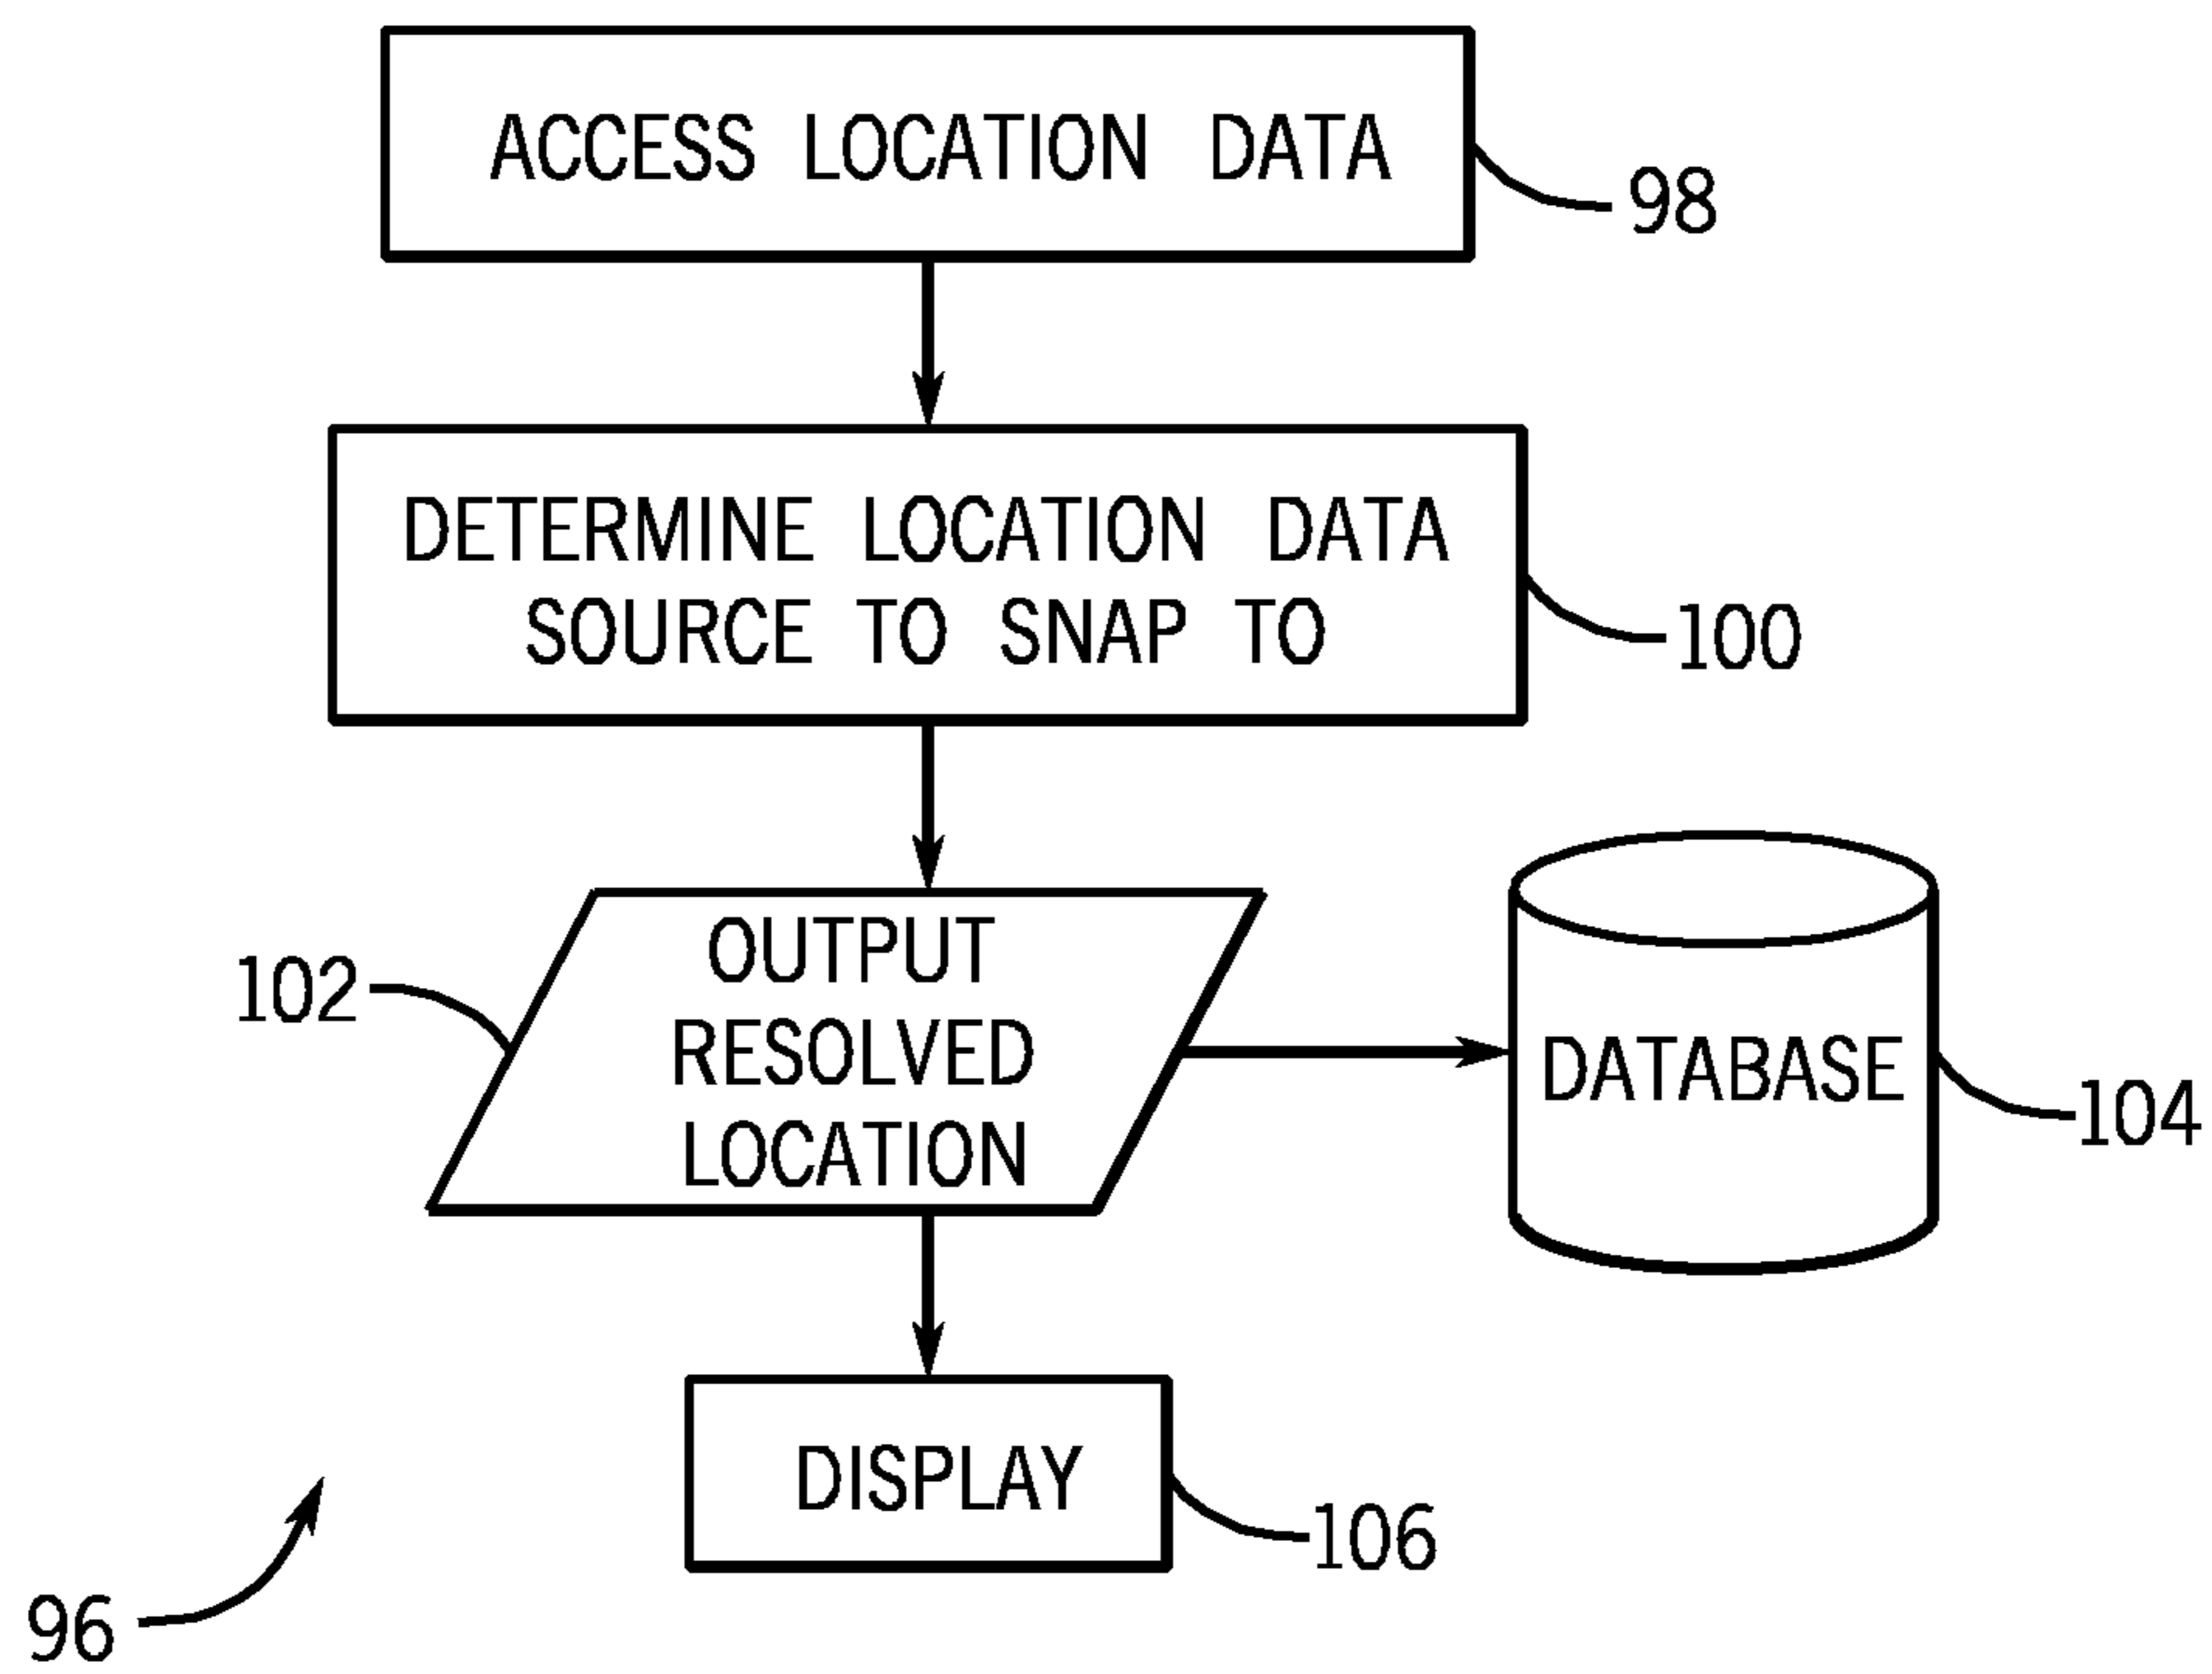 ACCESS LOCATION DATA
98
DETERMINE LOCATION DATA
SOURCE TO SNAP TO
100
OUTPUT
RESOLVED
LOCATION
102
DATABASE
104
DISPLAY
106
96